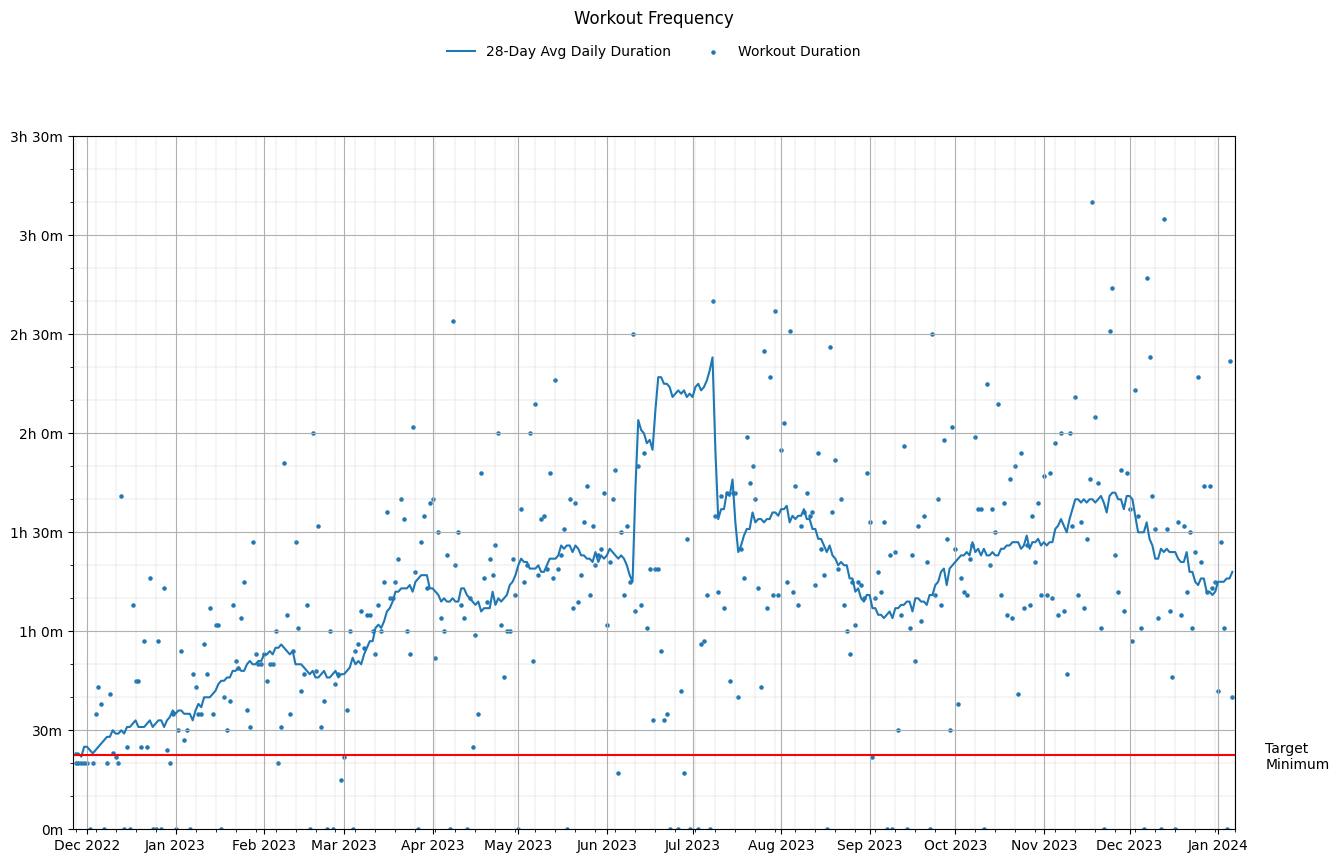 Workout Frequency
28-Day Avg Daily Duration
Workout Duration
3h 30m
3h 0m
2h 30m
2h 0m
1h 30m
1h 0m
30m
0m
Target
Minimum
Dec 2022 Jan 2023 Feb 2023 Mar 2023 Apr 2023 May 2023 Jun 2023 Jul 2023 Aug 2023 Sep 2023 Oct 2023 Nov 2023 Dec 2023 Jan 2024